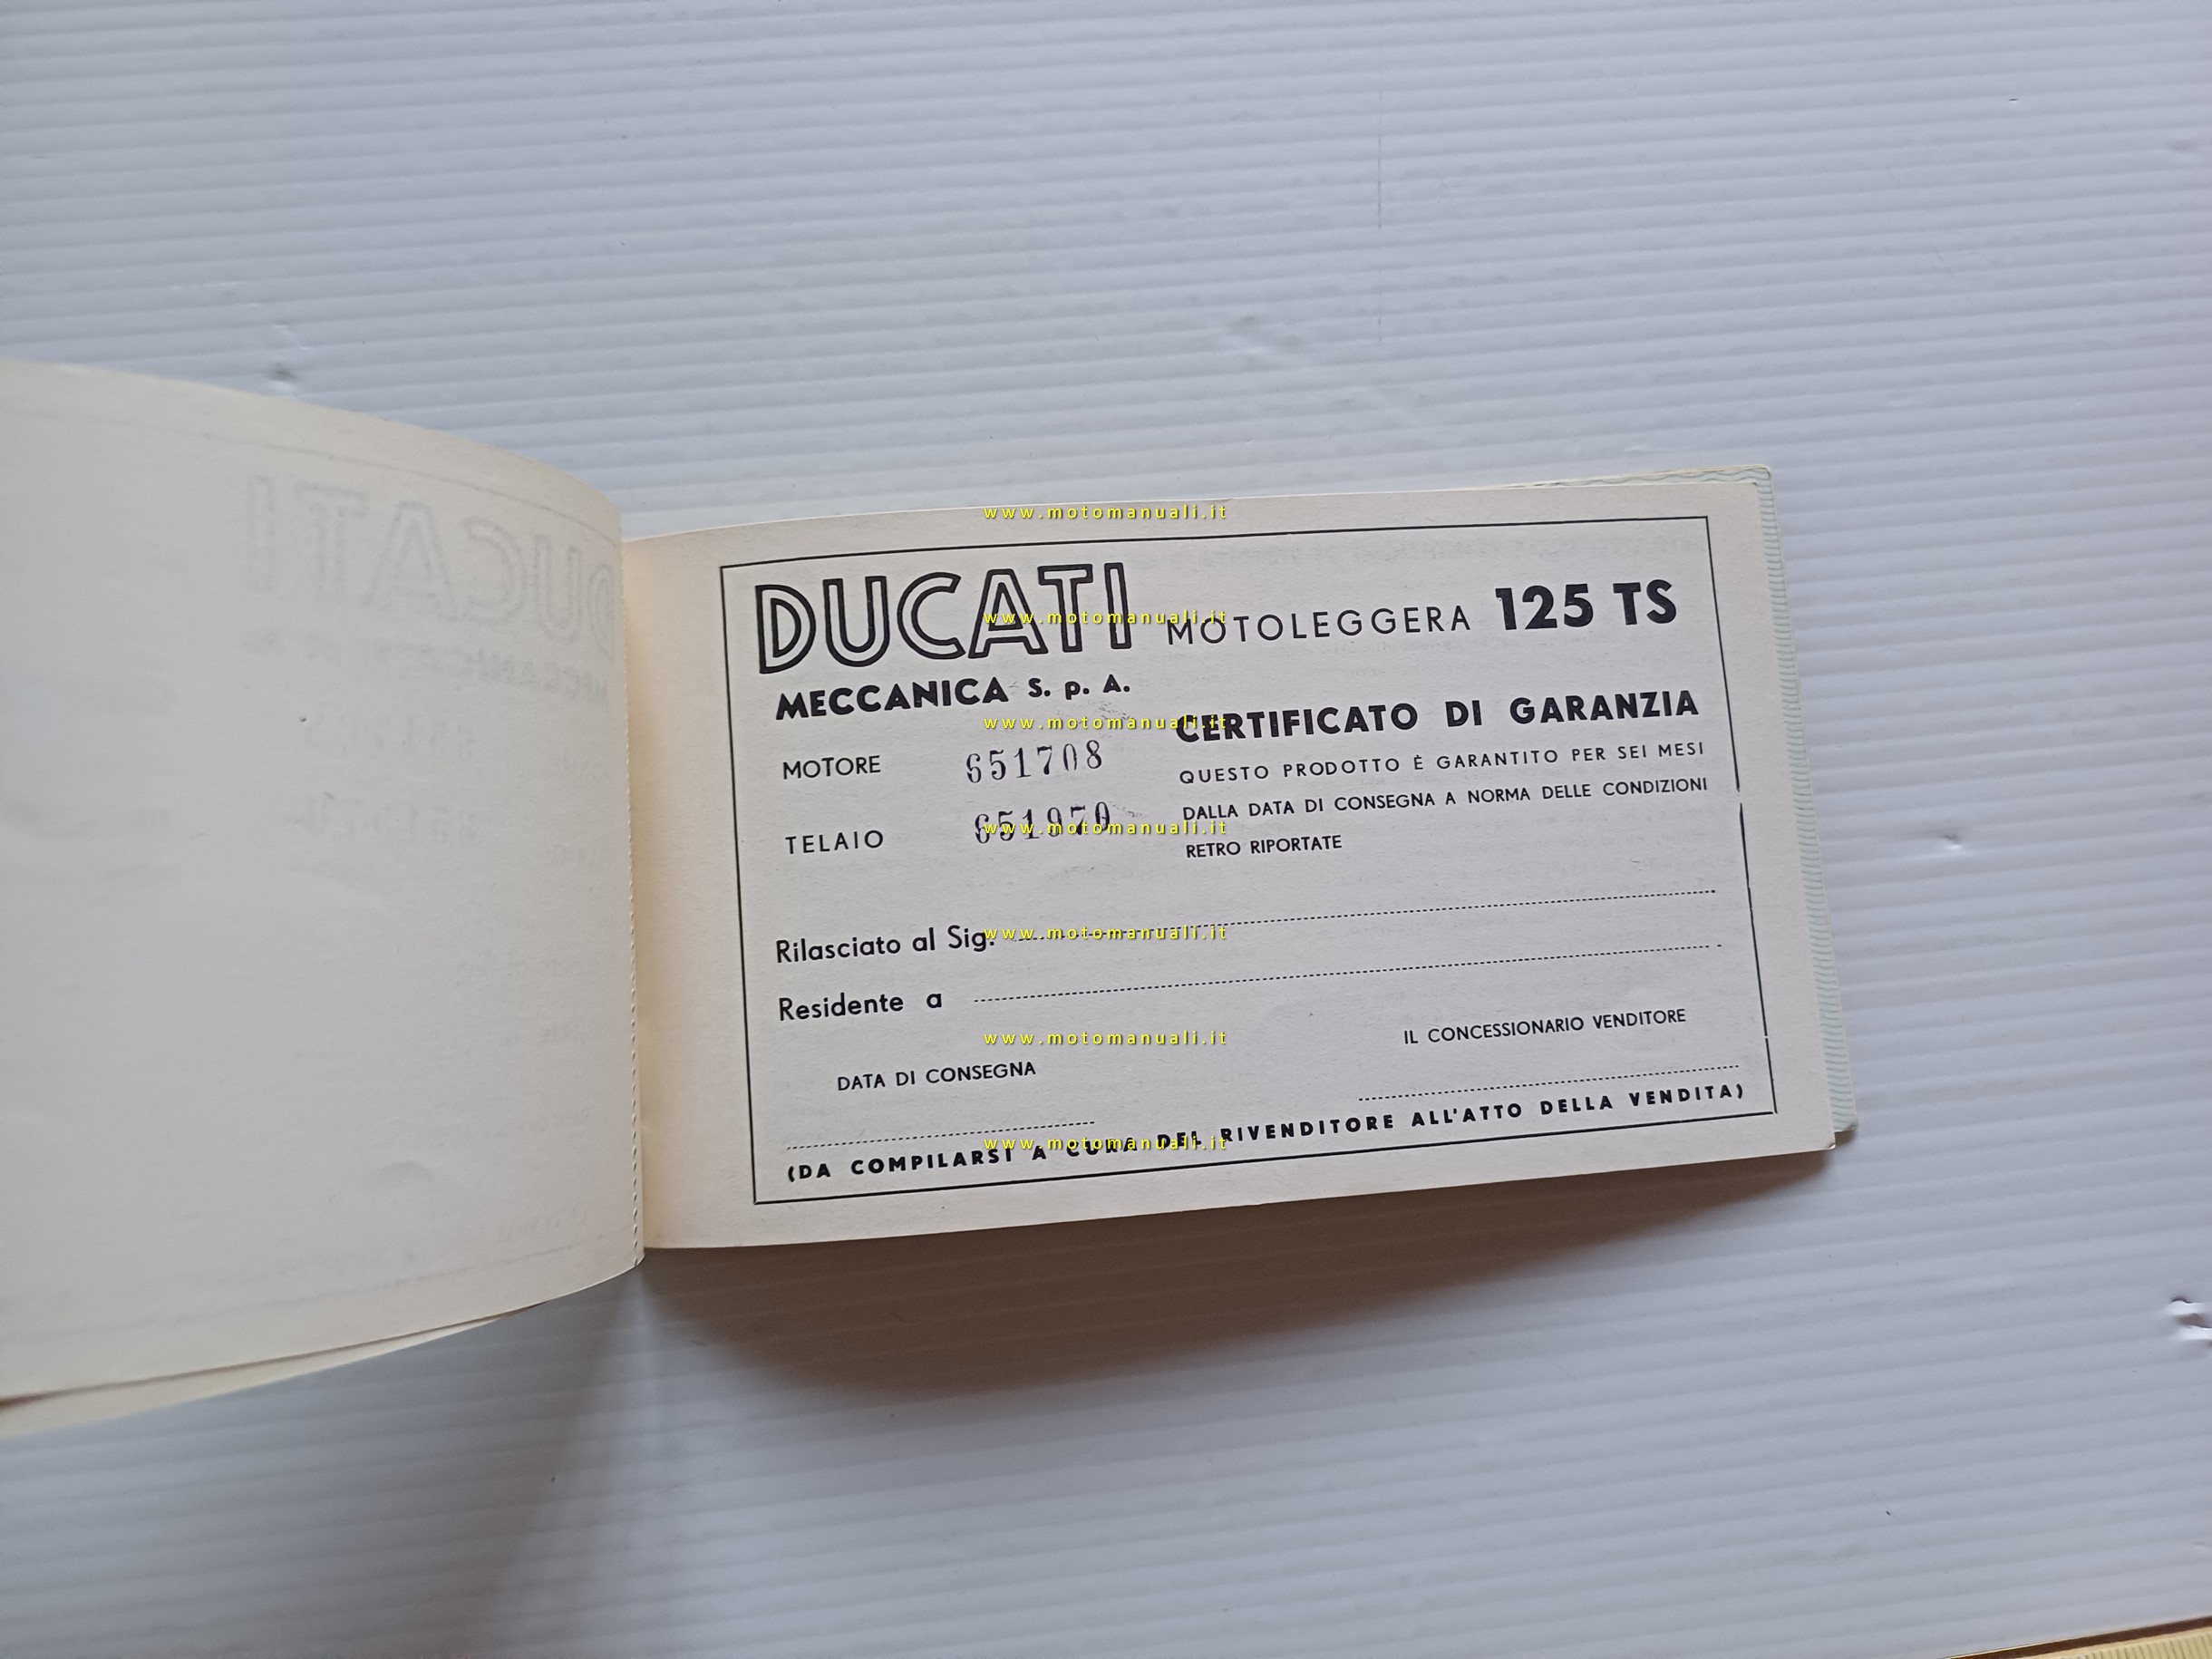 DUCATI MOTOLEGGERA 125 TS
MECCANICA S. p. A.
CERTIFICATO DI GARANZIA
MOTORE 651708
TELAIO 651970
QUESTO PRODOTTO È GARANTITO PER SEI MESI
DALLA DATA DI CONSEGNA A NORMA DELLE CONDIZIONI
RETRO RIPORTATE
Rilasciato al Sig.
Residente a
DATA DI CONSEGNA
IL CONCESSIONARIO VENDITORE
(DA COMPILARSI A CURA DEL RIVENDITORE ALL'ATTO DELLA VENDITA)
www.motomanuali.it
www.motomanuali.it
www.motomanuali.it
www.motomanuali.it
www.motomanuali.it
www.motomanuali.it
www.motomanuali.it